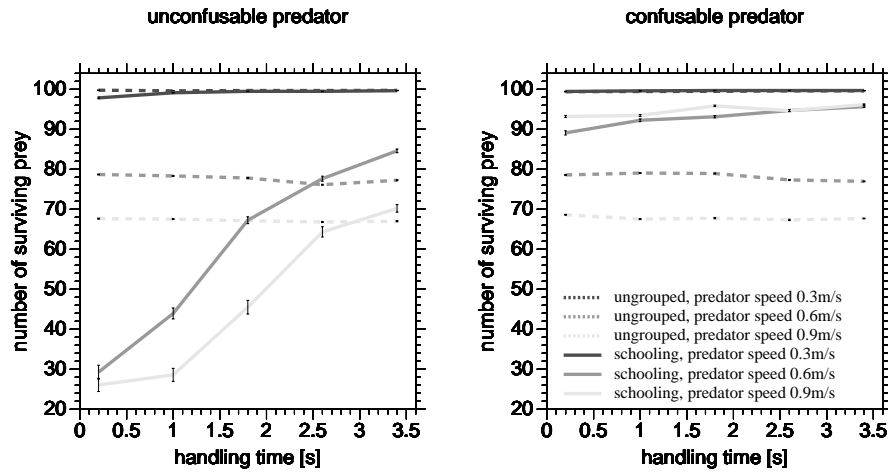 unconfusable predator
number of surviving prey
100
90
80
70
60
50
40
30
20
0 0.5 1 1.5 2 2.5 3 3.5
handling time [s]
confusable predator
number of surviving prey
100
90
80
70
60
50
40
30
20
ungrouped, predator speed 0.3m/s
ungrouped, predator speed 0.6m/s
ungrouped, predator speed 0.9m/s
schooling, predator speed 0.3m/s
schooling, predator speed 0.6m/s
schooling, predator speed 0.9m/s
0 0.5 1 1.5 2 2.5 3 3.5
handling time [s]